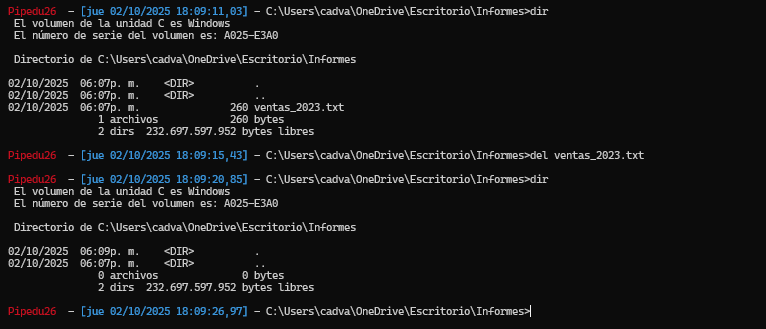 Pipedu26  - [jue 02/10/2025 18:09:11,03] - C:\Users\cadva\OneDrive\Escritorio\Informes>dir
El volumen de la unidad C es Windows
El número de serie del volumen es: A025-E3A0
Directorio de C:\Users\cadva\OneDrive\Escritorio\Informes
02/10/2025  06:07p. m.    <DIR>          .
02/10/2025  06:07p. m.    <DIR>          ..
02/10/2025  06:07p. m.               260 ventas_2023.txt
1 archivos            260 bytes
2 dirs  232.697.597.952 bytes libres
Pipedu26  - [jue 02/10/2025 18:09:15,43] - C:\Users\cadva\OneDrive\Escritorio\Informes>del ventas_2023.txt
Pipedu26  - [jue 02/10/2025 18:09:20,85] - C:\Users\cadva\OneDrive\Escritorio\Informes>dir
El volumen de la unidad C es Windows
El número de serie del volumen es: A025-E3A0
Directorio de C:\Users\cadva\OneDrive\Escritorio\Informes
02/10/2025  06:09p. m.    <DIR>          .
02/10/2025  06:07p. m.    <DIR>          ..
0 archivos              0 bytes
2 dirs  232.697.597.952 bytes libres
Pipedu26  - [jue 02/10/2025 18:09:26,97] - C:\Users\cadva\OneDrive\Escritorio\Informes>